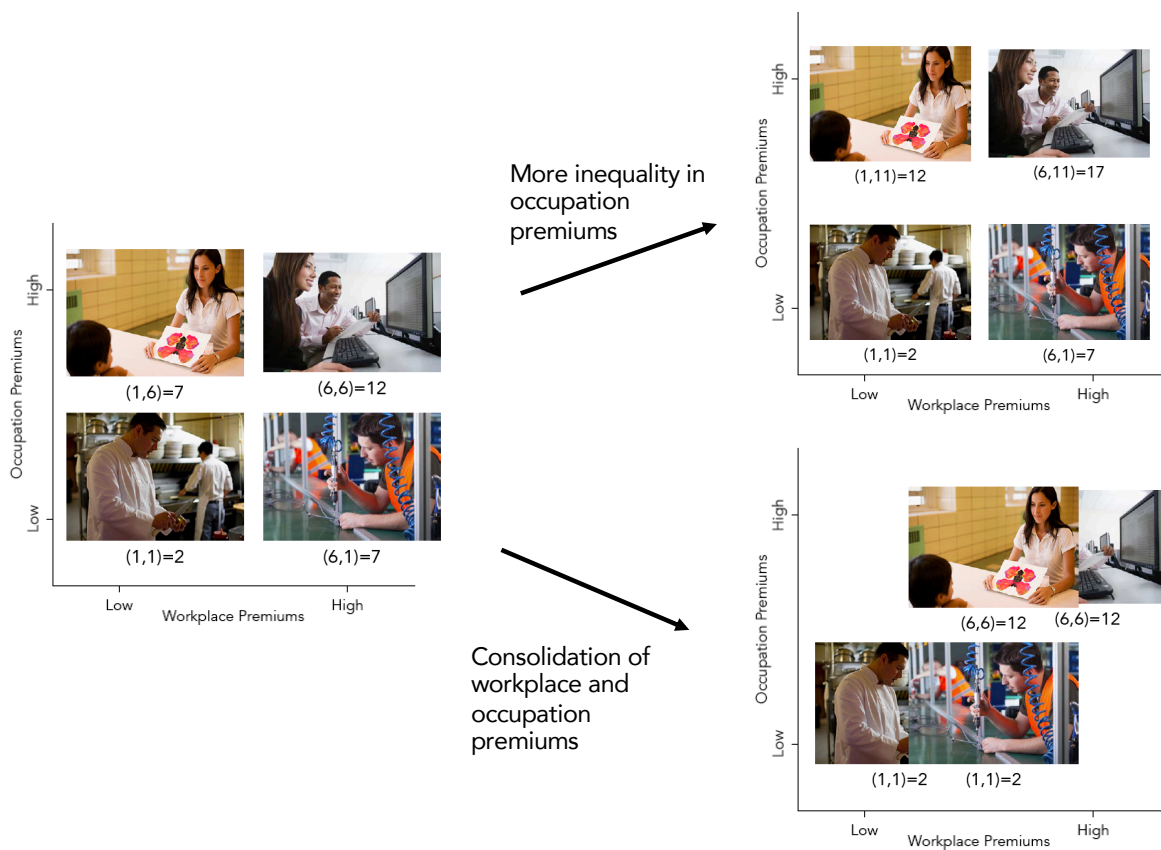 High
Occupation Premiums
Low
(1,6)=7
(6,6)=12
(1,1)=2
(6,1)=7
Low
Workplace Premiums
High
More inequality in
occupation
premiums
Consolidation of
workplace and
occupation
premiums
High
Occupation Premiums
Low
(1,11)=12
(6,11)=17
(1,1)=2
(6,1)=7
Low
Workplace Premiums
High
High
Occupation Premiums
Low
(6,6)=12
(6,6)=12
(1,1)=2
(1,1)=2
Low
Workplace Premiums
High